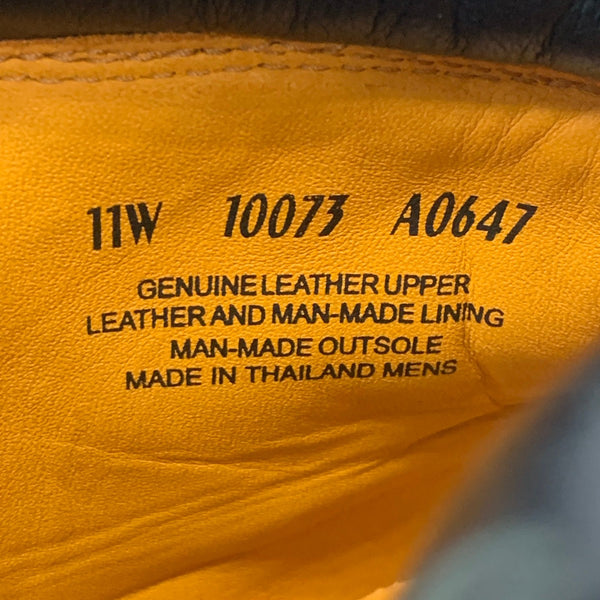 11W 10073 A0647
GENUINE LEATHER UPPER
LEATHER AND MAN-MADE LINING
MAN-MADE OUTSOLE
MADE IN THAILAND MENS